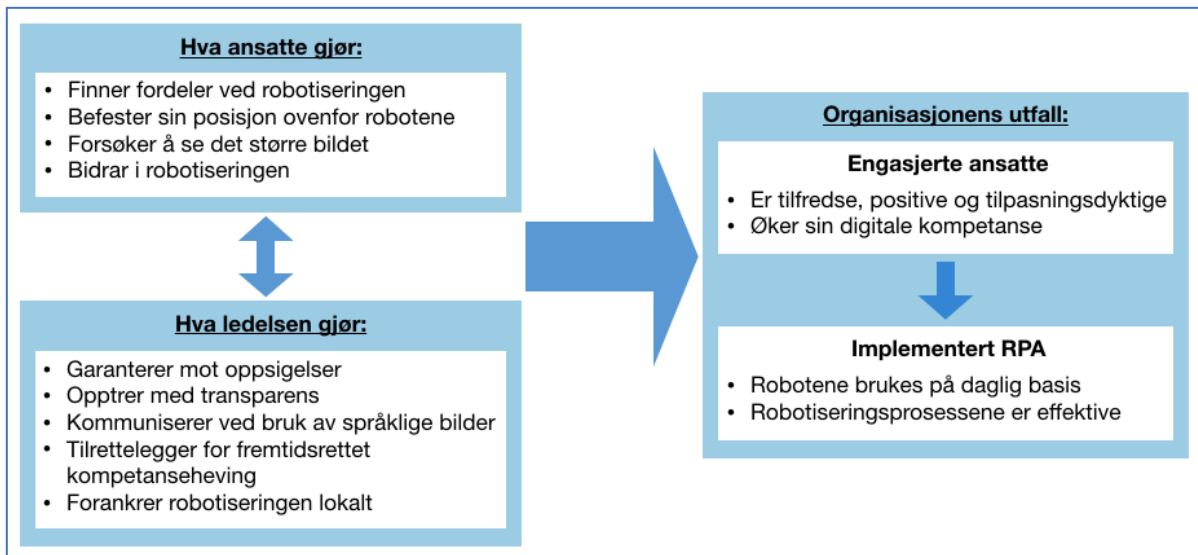 Hva ansatte gjør:
• Finner fordeler ved robotiseringen
• Befester sin posisjon ovenfor robotene
• Forsøker å se det større bildet
• Bidrar i robotiseringen
Hva ledelsen gjør:
• Garanterer mot oppsigelser
• Opptrer med transparens
• Kommuniserer ved bruk av språklige bilder
• Tilrettelegger for fremtidsrettet
kompetanseheving
• Forankrer robotiseringen lokalt
Organisasjonens utfall:
Engasjerte ansatte
• Er tilfredse, positive og tilpasningsdyktige
• Øker sin digitale kompetanse
Implementert RPA
• Robotene brukes på daglig basis
• Robotiseringsprosessene er effektive